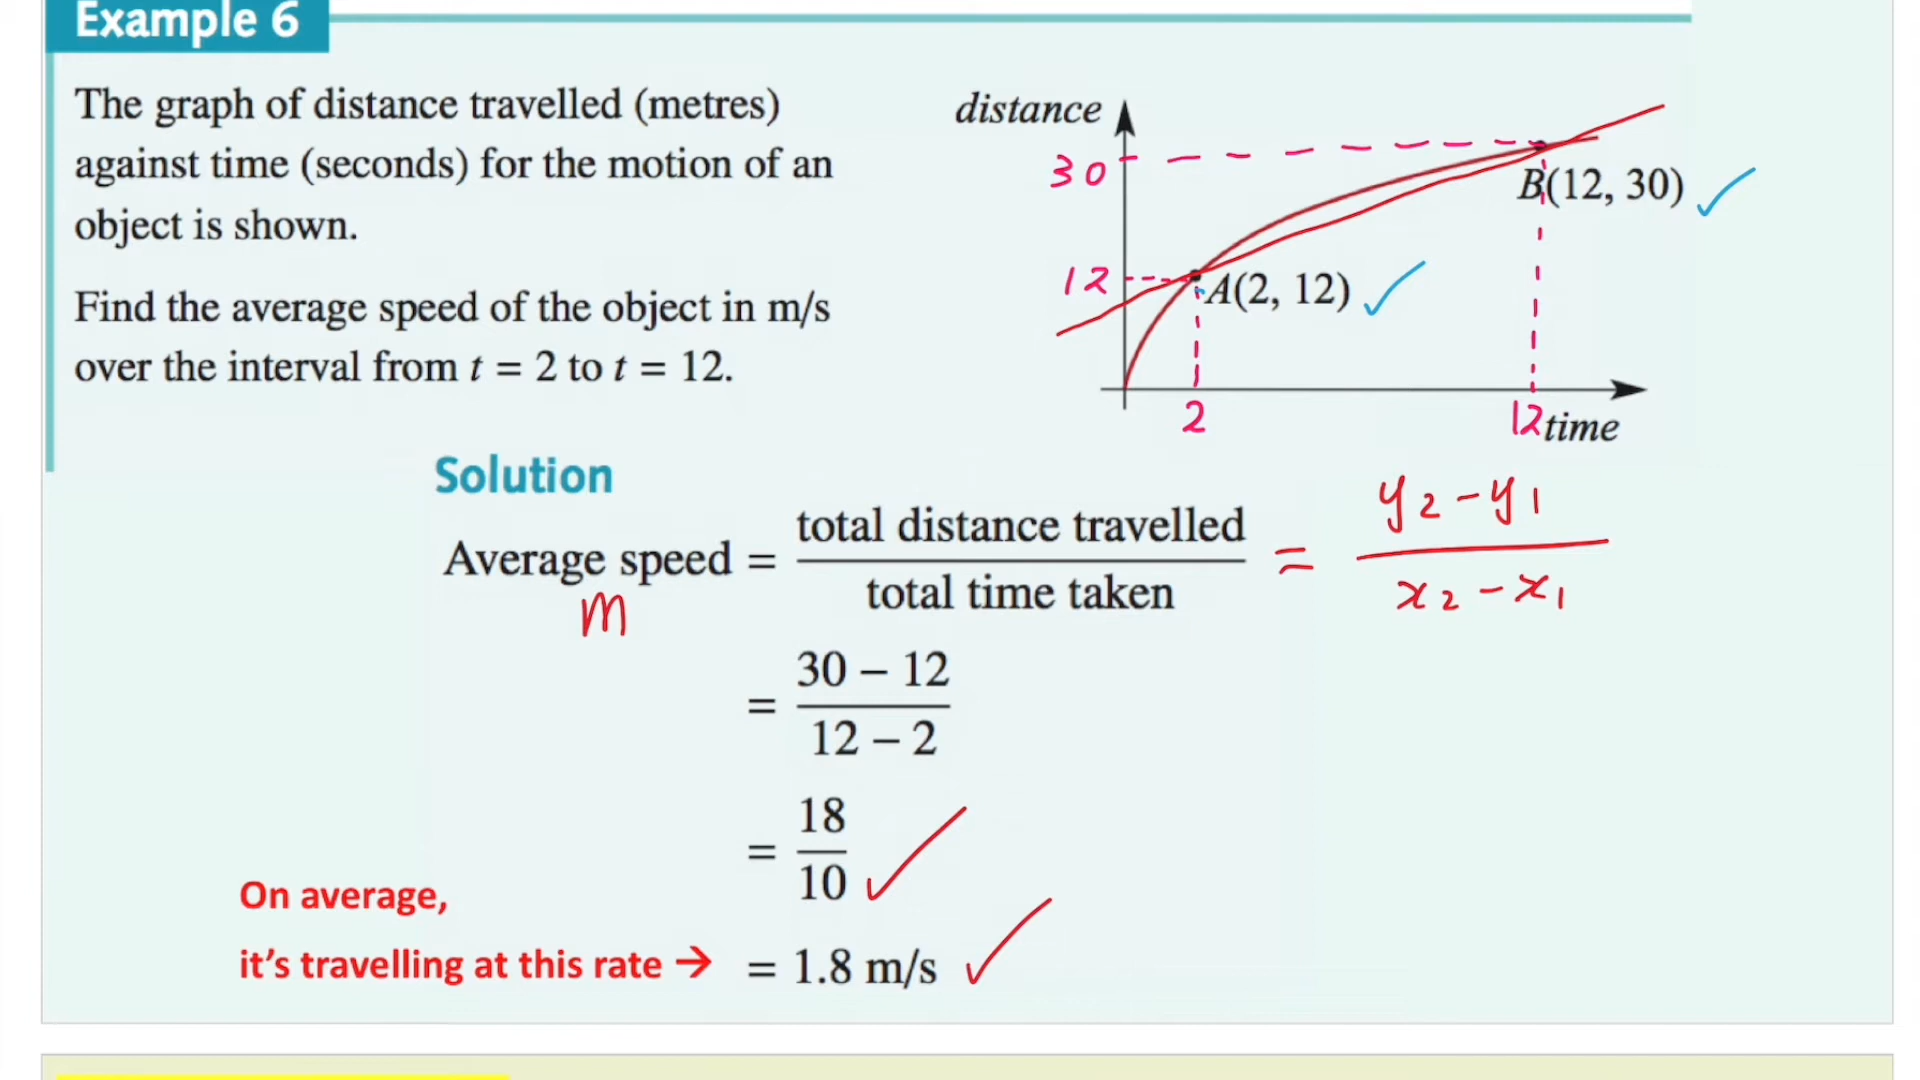 Example 6
The graph of distance travelled (metres)
against time (seconds) for the motion of an
object is shown.
Find the average speed of the object in m/s
over the interval from t = 2 to t = 12.
distance
30
B(12, 30)
12
A(2, 12)
2
12
time
Solution
Average speed = total distance travelled / total time taken = y2 - y1 / x2 - x1
m
= 30 – 12 / 12 – 2
= 18 / 10
On average,
it's travelling at this rate → = 1.8 m/s